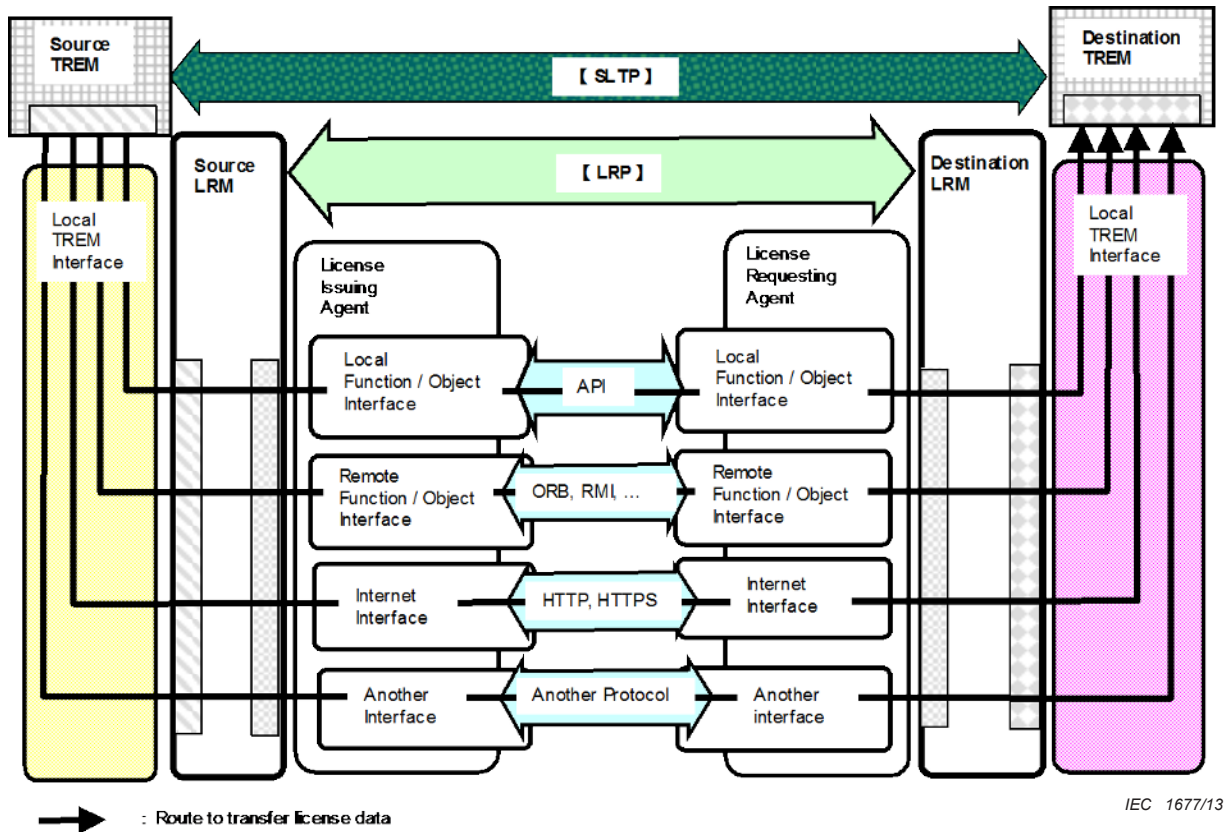 Source
TREM
【 SLTP 】
Destination
TREM
Source
LRM
【 LRP 】
Destination
LRM
Local
TREM
Interface
Local
TREM
Interface
License
Issuing
Agent
License
Requesting
Agent
Local
Function / Object
Interface
API
Local
Function / Object
Interface
Remote
Function / Object
Interface
ORB, RMI, ...
Remote
Function / Object
Interface
Internet
Interface
HTTP, HTTPS
Internet
Interface
Another
Interface
Another Protocol
Another
interface
: Route to transfer license data
IEC 1677/13